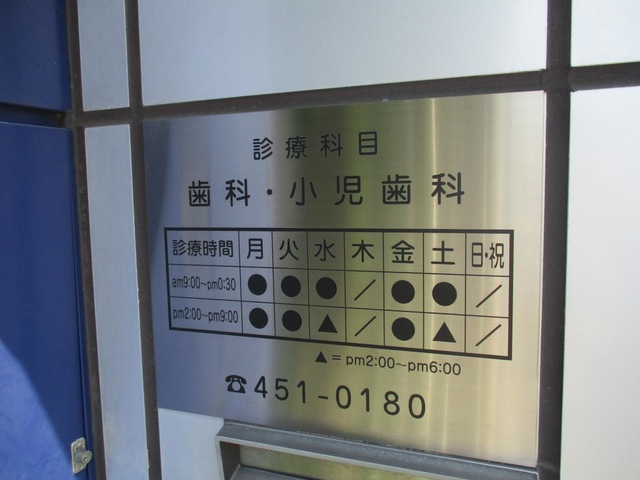 診療科目
歯科・小児歯科
診療時間 月 火 水 木 金 土 日・祝
am9:00～pm0:30 ● ● ● ／ ● ● ／
pm2:00～pm9:00 ● ● ▲ ／ ● ▲ ／
▲＝pm2:00～pm6:00
☎451-0180